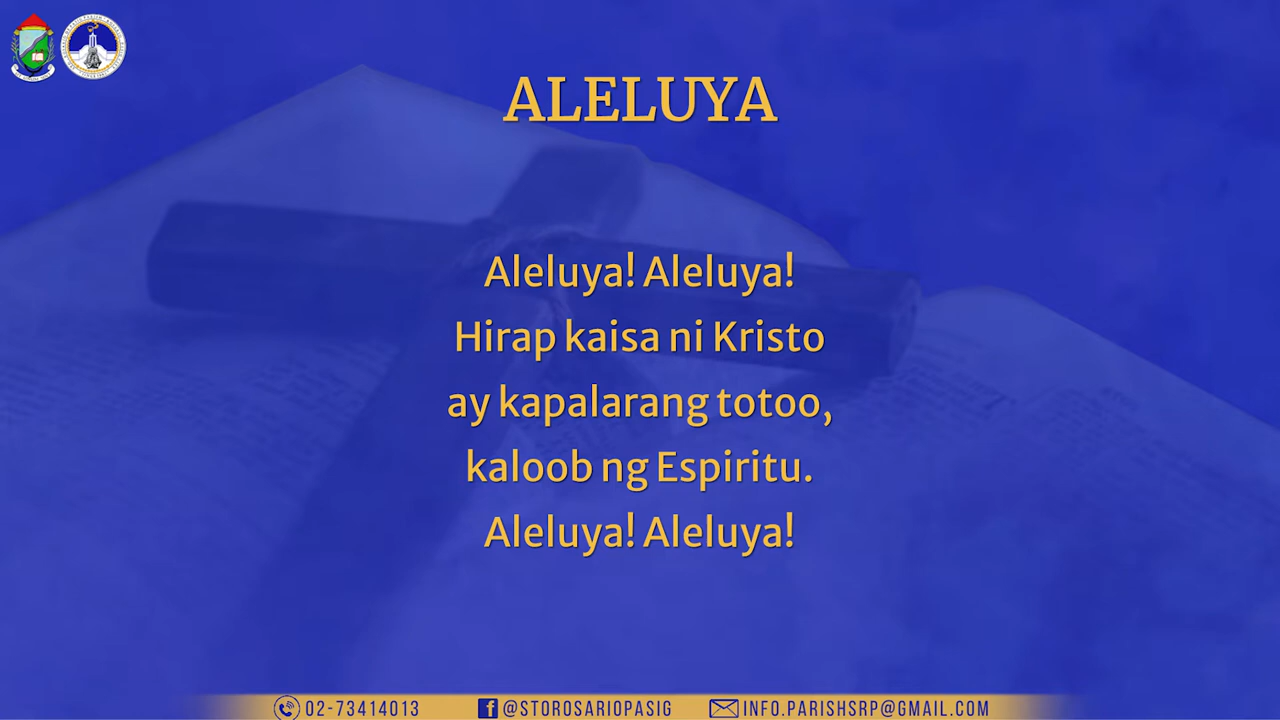 ALELUYA
Aleluya! Aleluya!
Hirap kaisa ni Kristo
ay kapalarang totoo,
kaloob ng Espiritu.
Aleluya! Aleluya!
02-73414013 @STOROSARIOPASIG INFO.PARISHSRP@GMAIL.COM